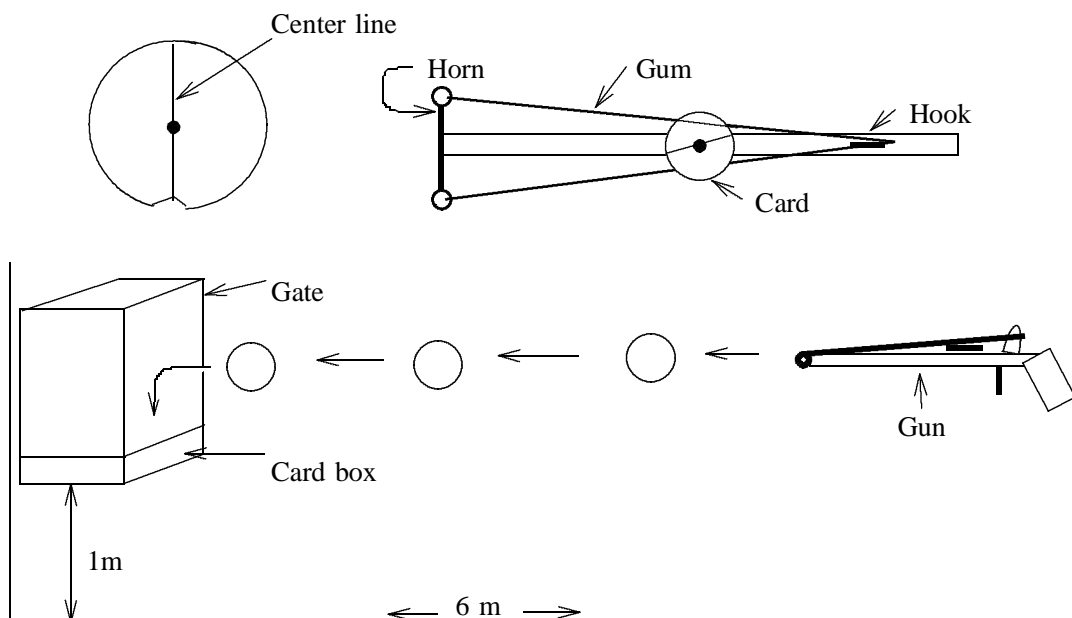 Center line
Horn
Gum
Hook
Card
Gate
Gun
Card box
1m
6 m